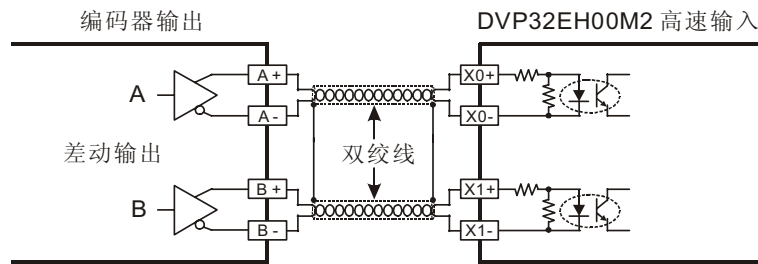 编码器输出
DVP32EH00M2 高速输入
A
A+
A-
X0+
X0-
差动输出
双绞线
B
B+
B-
X1+
X1-